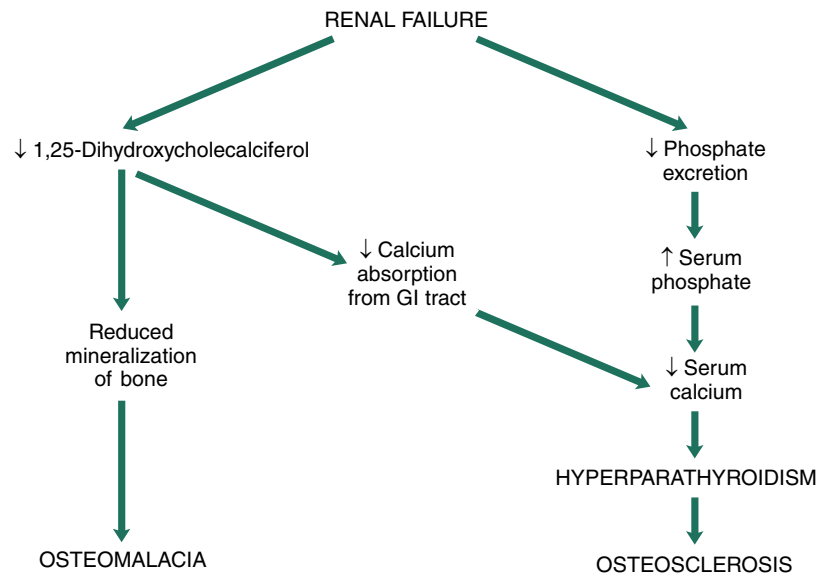 RENAL FAILURE
↓ 1,25-Dihydroxycholecalciferol
↓ Phosphate
excretion
↓ Calcium
absorption
from GI tract
↑ Serum
phosphate
Reduced
mineralization
of bone
↓ Serum
calcium
HYPERPARATHYROIDISM
OSTEOMALACIA
OSTEOSCLEROSIS